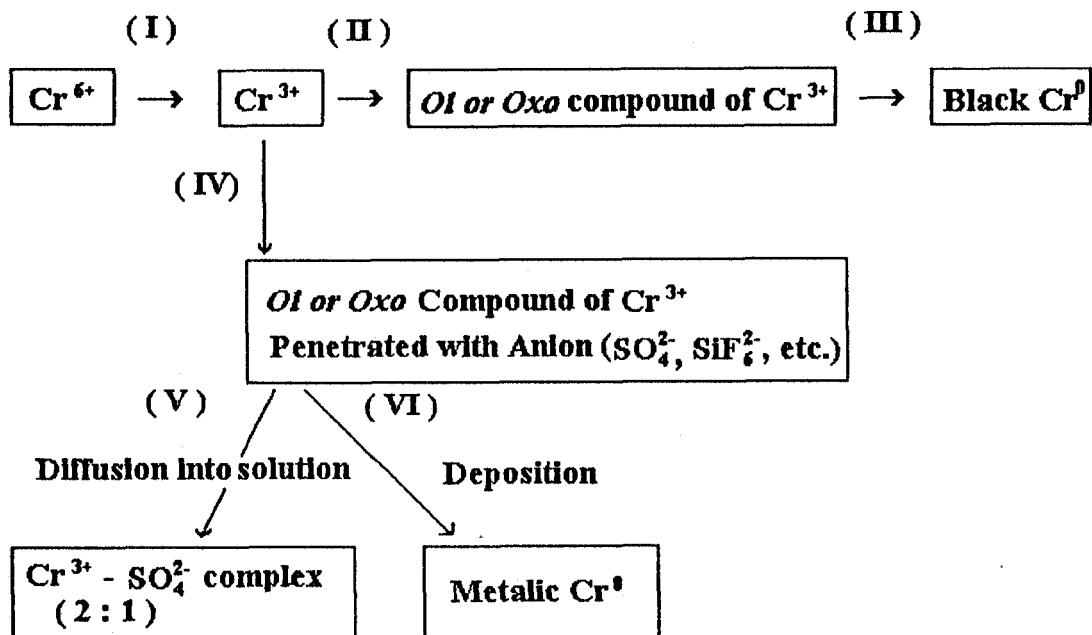 ( I ) ( II ) ( III )
Cr⁶⁺ → Cr³⁺ → Ol or Oxo compound of Cr³⁺ → Black Cr⁰
( IV)
Ol or Oxo Compound of Cr³⁺
Penetrated with Anion (SO₄²⁻, SiF₆²⁻, etc.)
( V ) ( VI )
Diffusion into solution Deposition
Cr³⁺ - SO₄²⁻ complex
( 2 : 1 )
Metalic Cr⁰